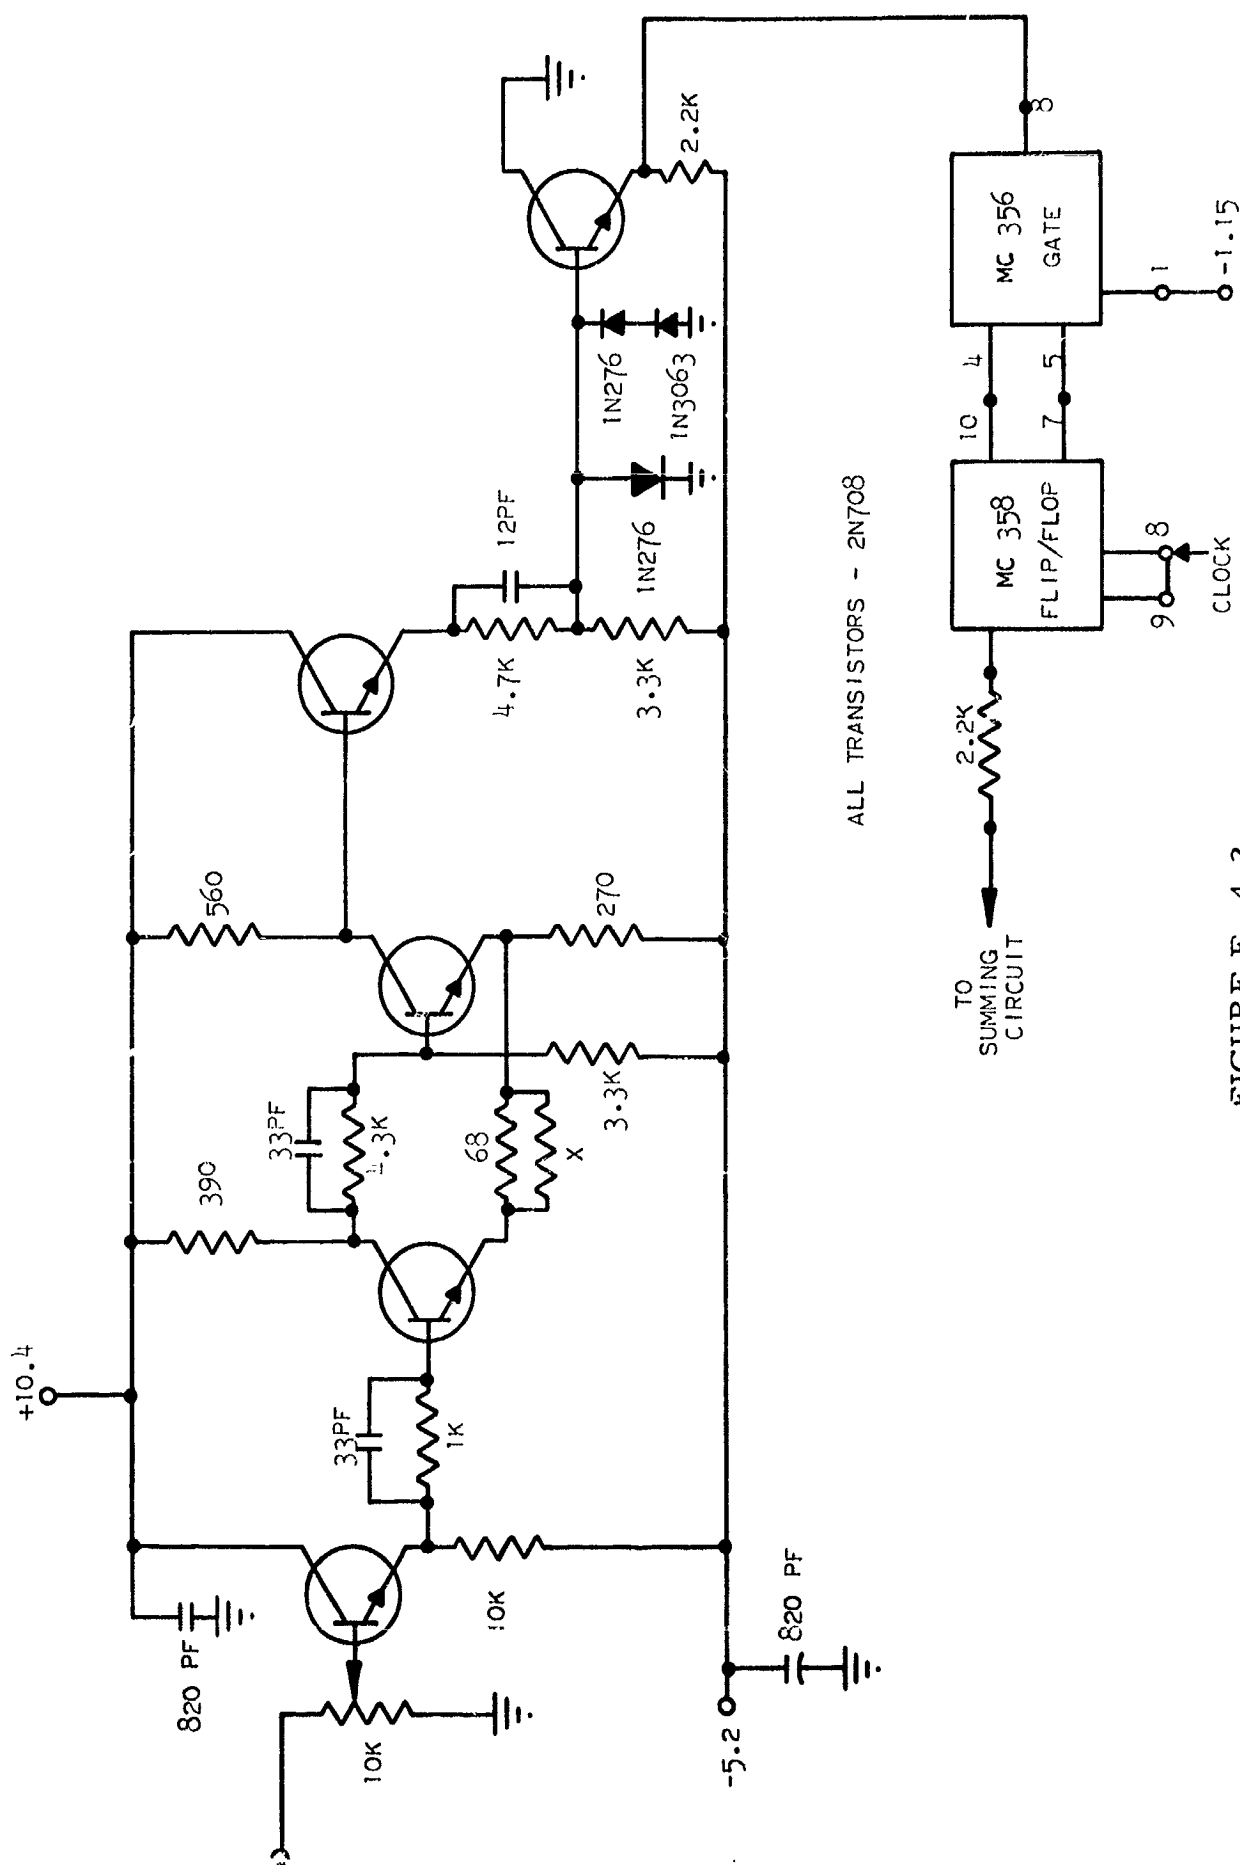 +10.4
820 PF
10K
10K
33PF
1K
390
33PF
4.3K
68
X
3.3K
560
270
4.7K
12PF
3.3K
1N276
1N276
1N3063
2.2K
-5.2
820 PF
ALL TRANSISTORS - 2N708
TO
SUMMING
CIRCUIT
2.2K
MC 358
FLIP/FLOP
9
8
CLOCK
10
4
7
5
MC 356
GATE
8
1
-1.15